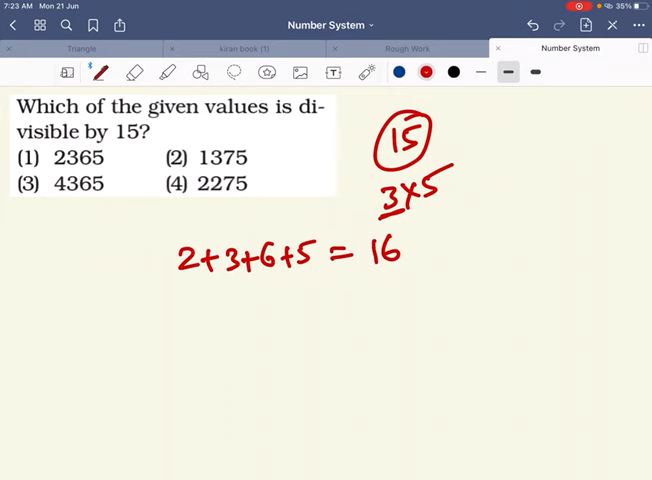 7:23 AM Mon 21 Jun
35%
Number System
Triangle
kiran book (1)
Rough Work
Number System
Which of the given values is di-
visible by 15?
(1) 2365 (2) 1375
(3) 4365 (4) 2275
15
3×5
2+3+6+5 = 16